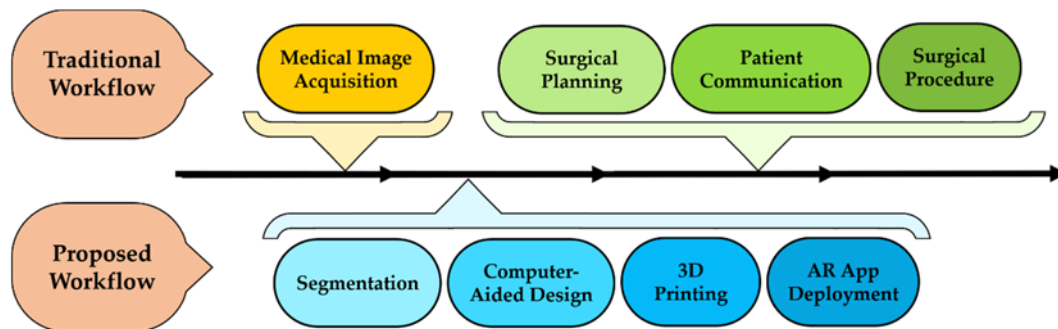 Traditional
Workflow
Medical Image
Acquisition
Surgical
Planning
Patient
Communication
Surgical
Procedure
Proposed
Workflow
Segmentation
Computer-
Aided Design
3D
Printing
AR App
Deployment